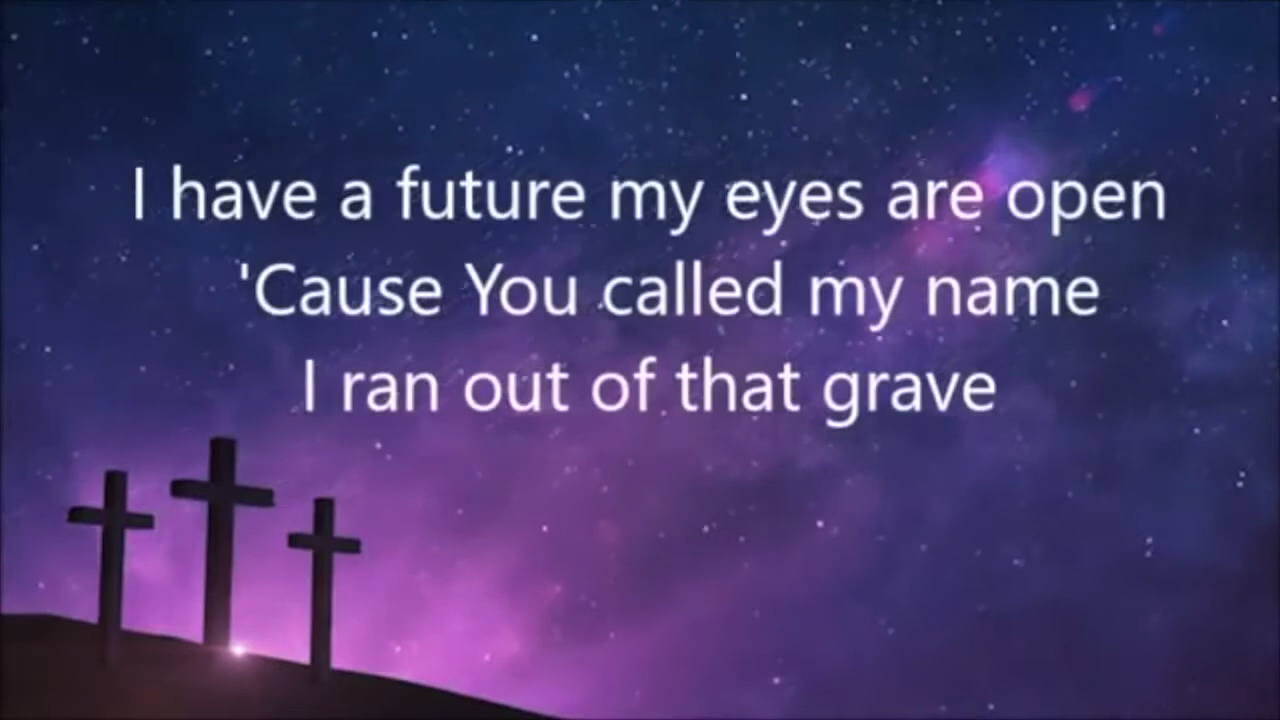 I have a future my eyes are open
'Cause You called my name
I ran out of that grave